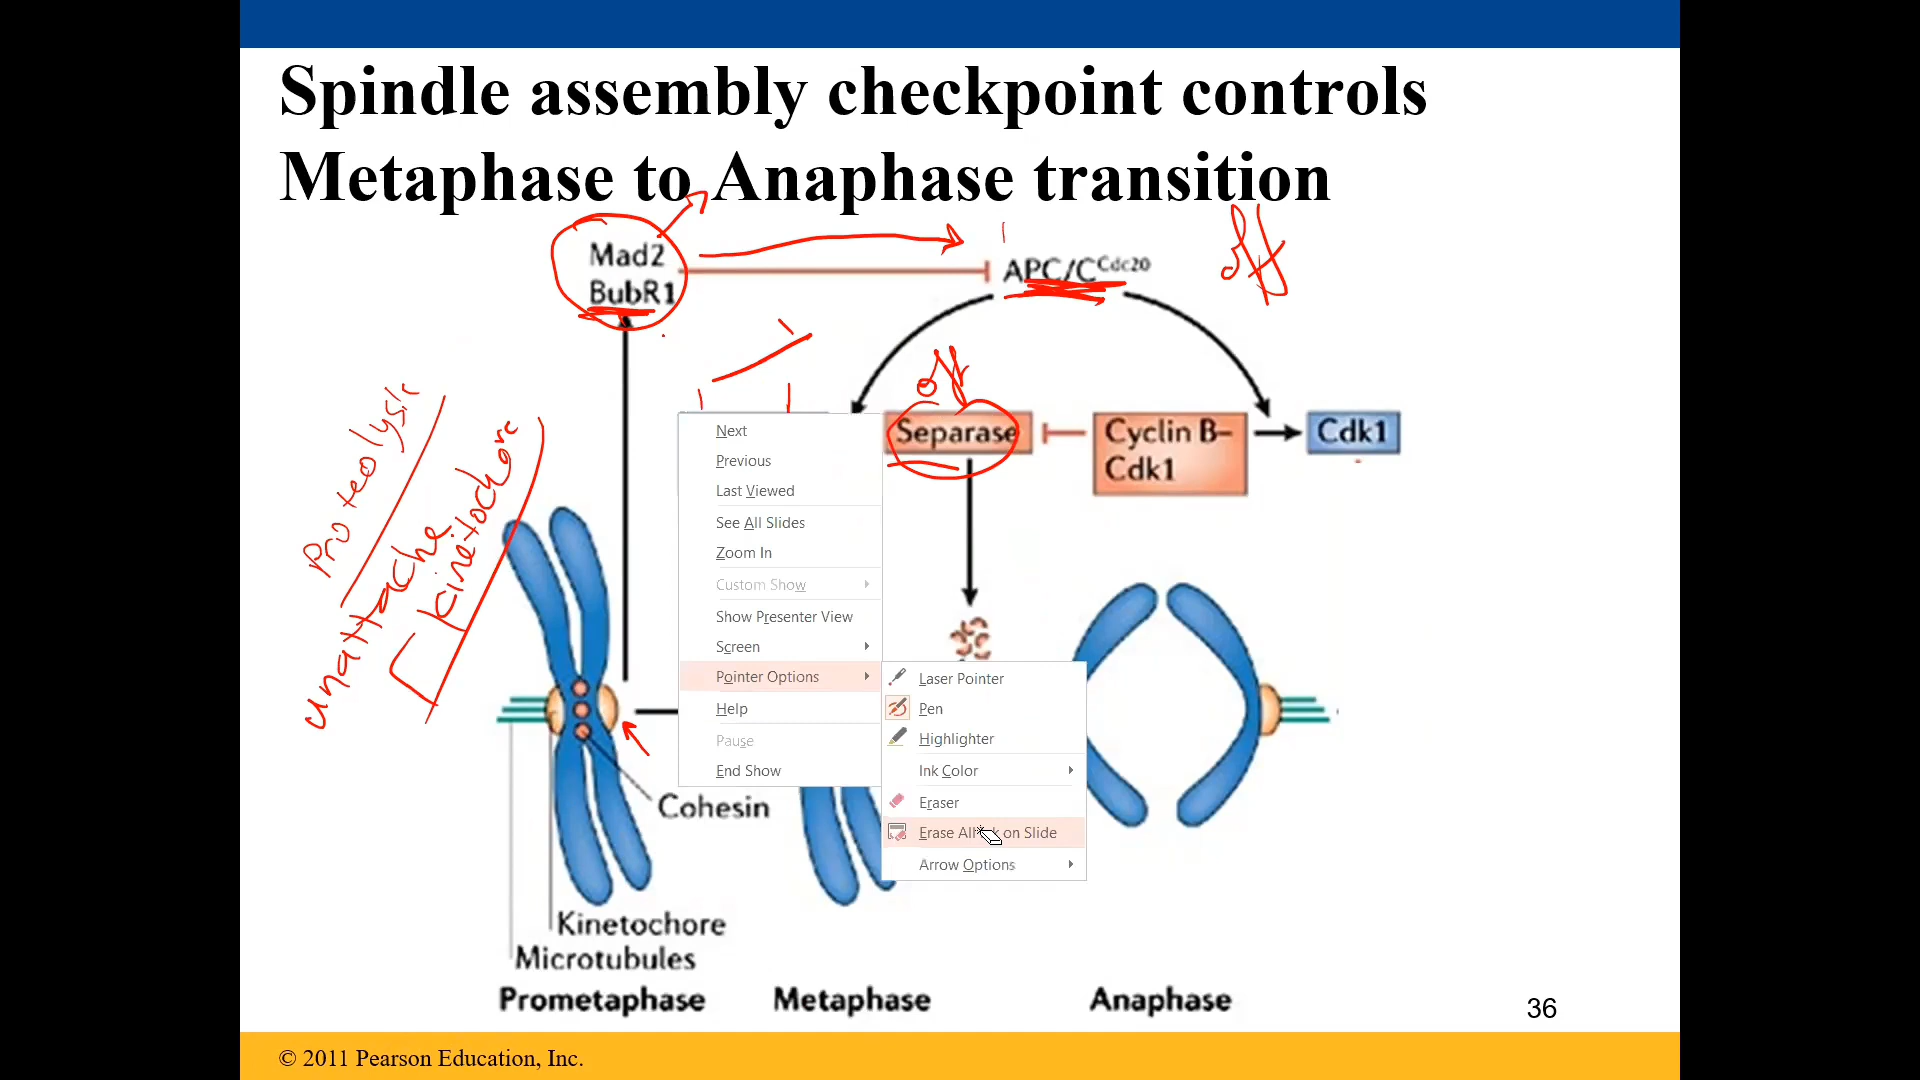 Spindle assembly checkpoint controls
Metaphase to Anaphase transition
Mad2
BubR1
APC/C^Cdc20
off
off
Separase
Cyclin B–
Cdk1
Cdk1
Proteolysis
unattache
kinetochore
Next
Previous
Last Viewed
See All Slides
Zoom In
Custom Show
Show Presenter View
Screen
Pointer Options
Help
Pause
End Show
Laser Pointer
Pen
Highlighter
Ink Color
Eraser
Erase All on Slide
Arrow Options
Cohesin
Kinetochore
Microtubules
Prometaphase
Metaphase
Anaphase
36
© 2011 Pearson Education, Inc.